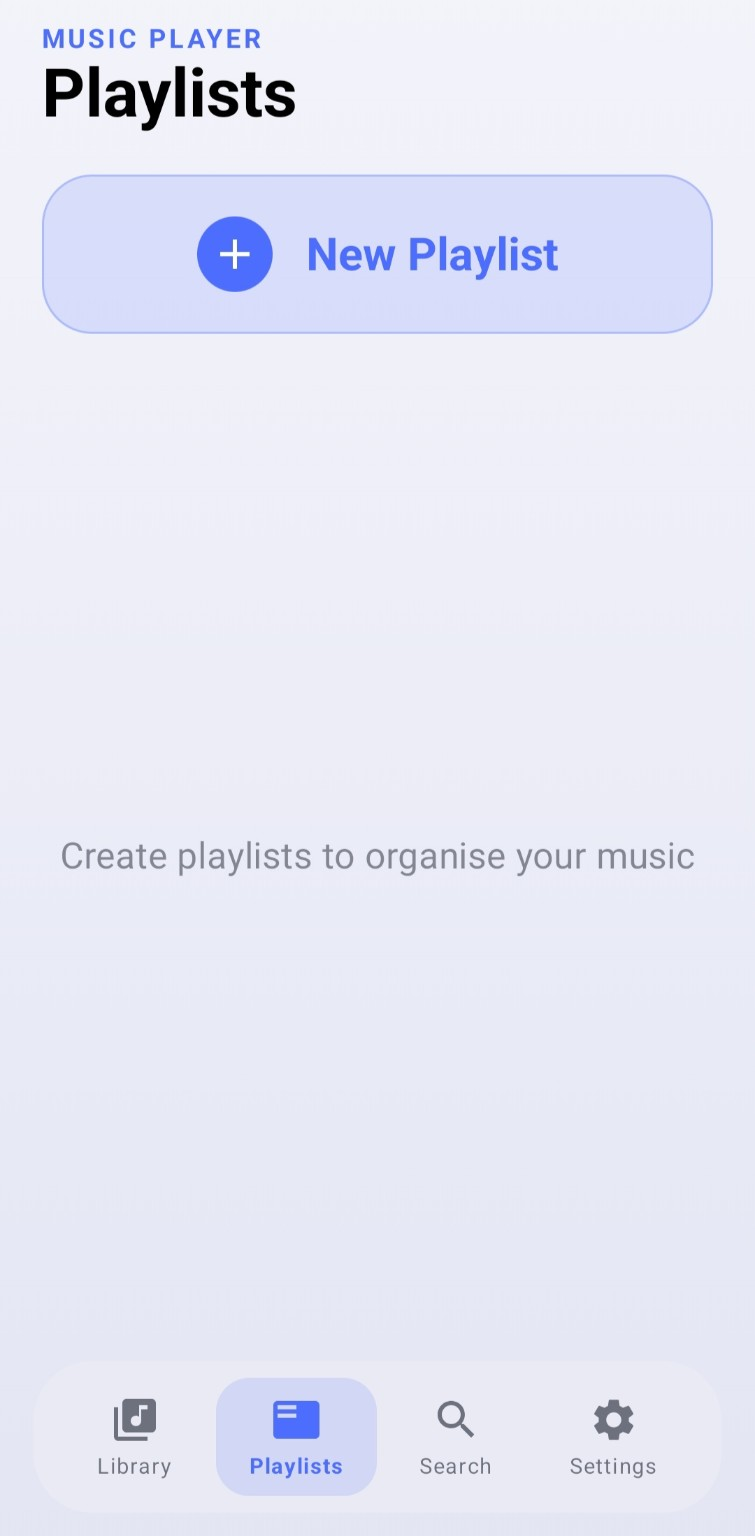 MUSIC PLAYER
Playlists
New Playlist
Create playlists to organise your music
Library
Playlists
Search
Settings